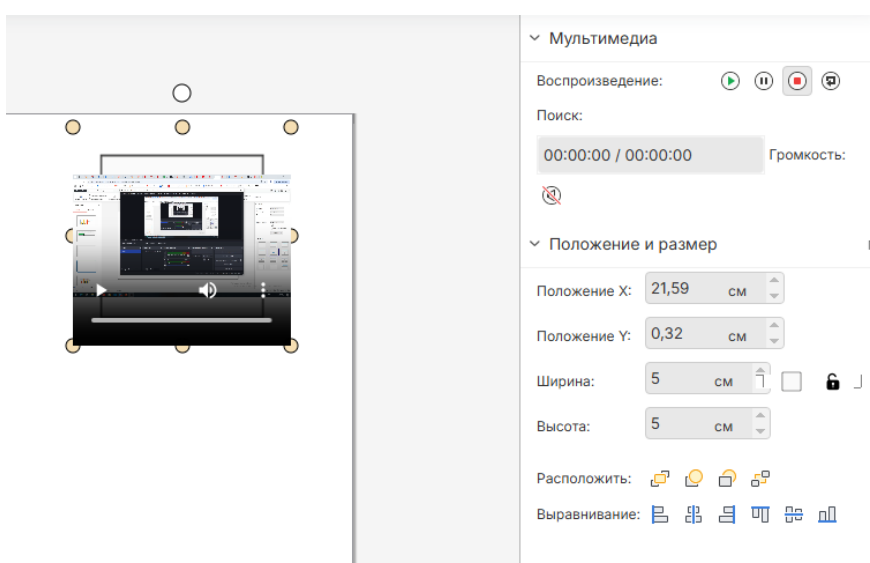 Мультимедиа
Воспроизведение:
Поиск:
00:00:00 / 00:00:00 Громкость:
Положение и размер
Положение X: 21,59 см
Положение Y: 0,32 см
Ширина: 5 см
Высота: 5 см
Расположить:
Выравнивание: